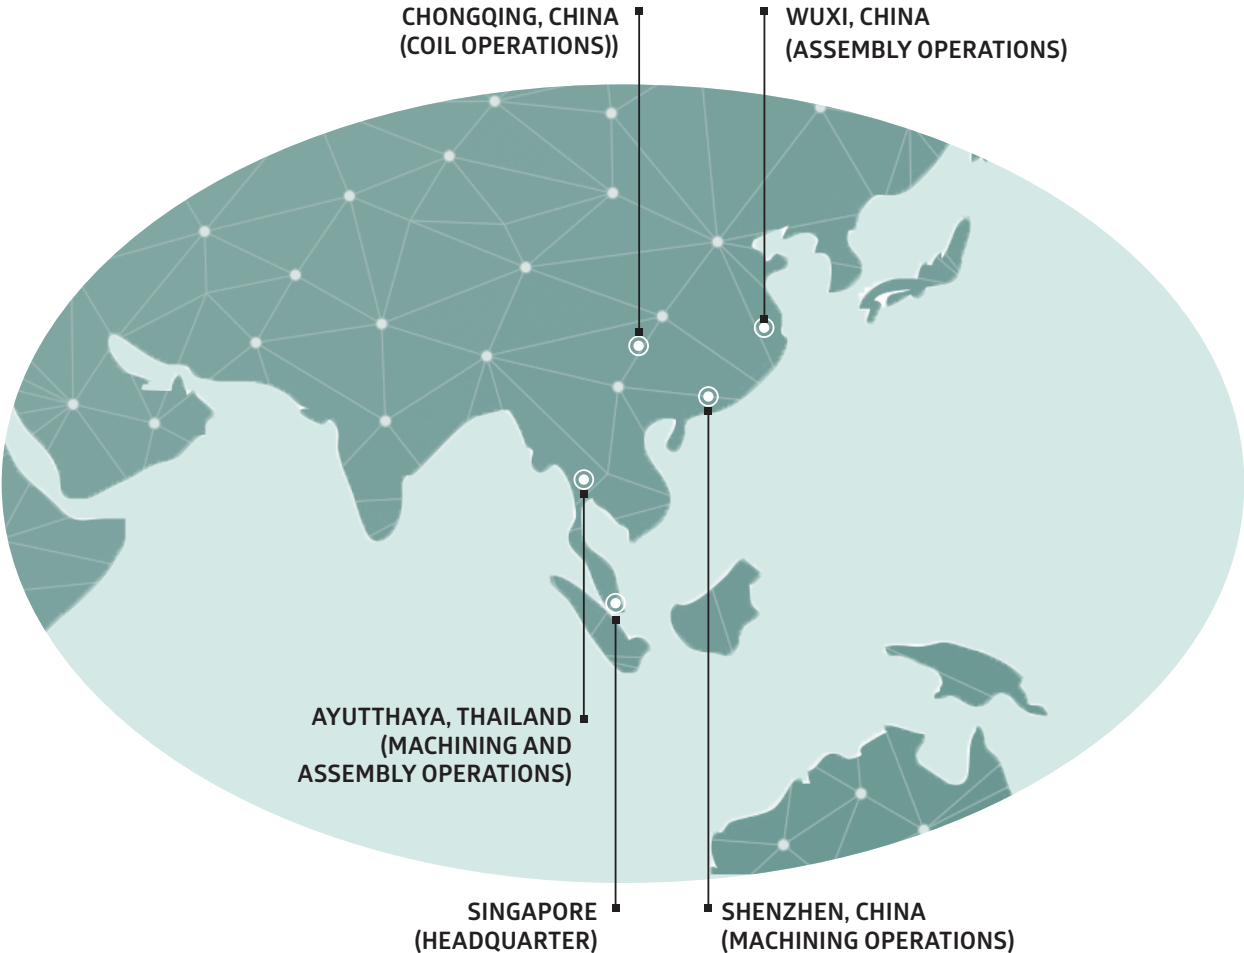 CHONGQING, CHINA
(COIL OPERATIONS))
WUXI, CHINA
(ASSEMBLY OPERATIONS)
AYUTTHAYA, THAILAND
(MACHINING AND
ASSEMBLY OPERATIONS)
SINGAPORE
(HEADQUARTER)
SHENZHEN, CHINA
(MACHINING OPERATIONS)